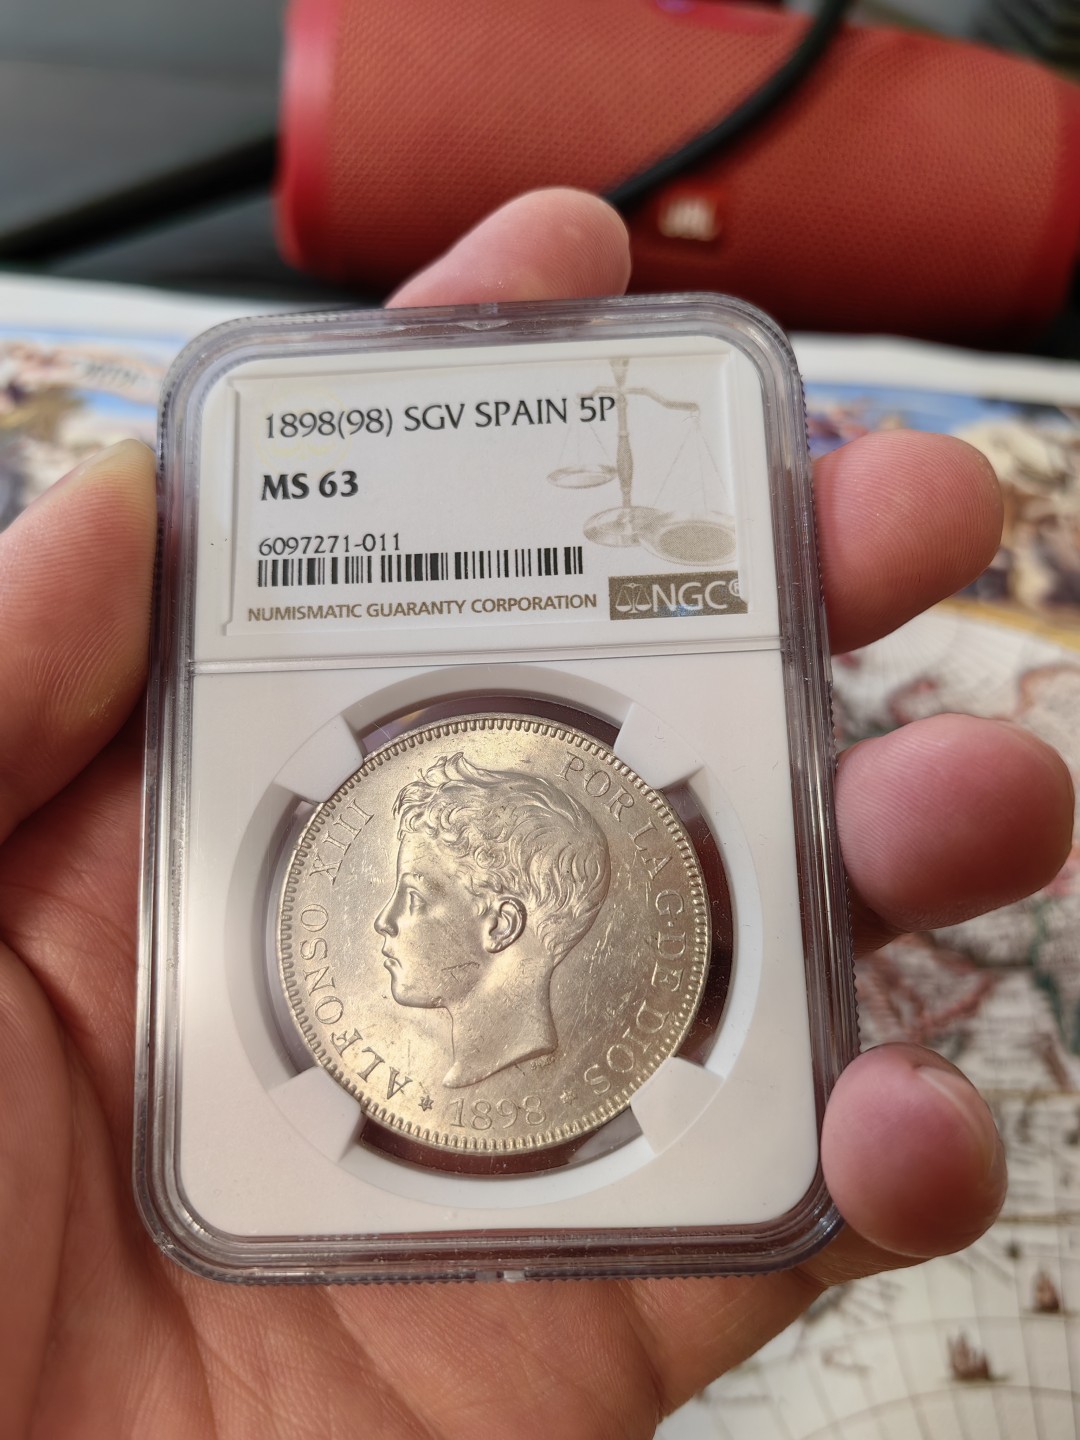 JBL
1898(98) SGV SPAIN 5P
MS 63
6097271-011
NUMISMATIC GUARANTY CORPORATION
NGC®
ALFONSO XIII POR LA G. DE DIOS
* 1898 *